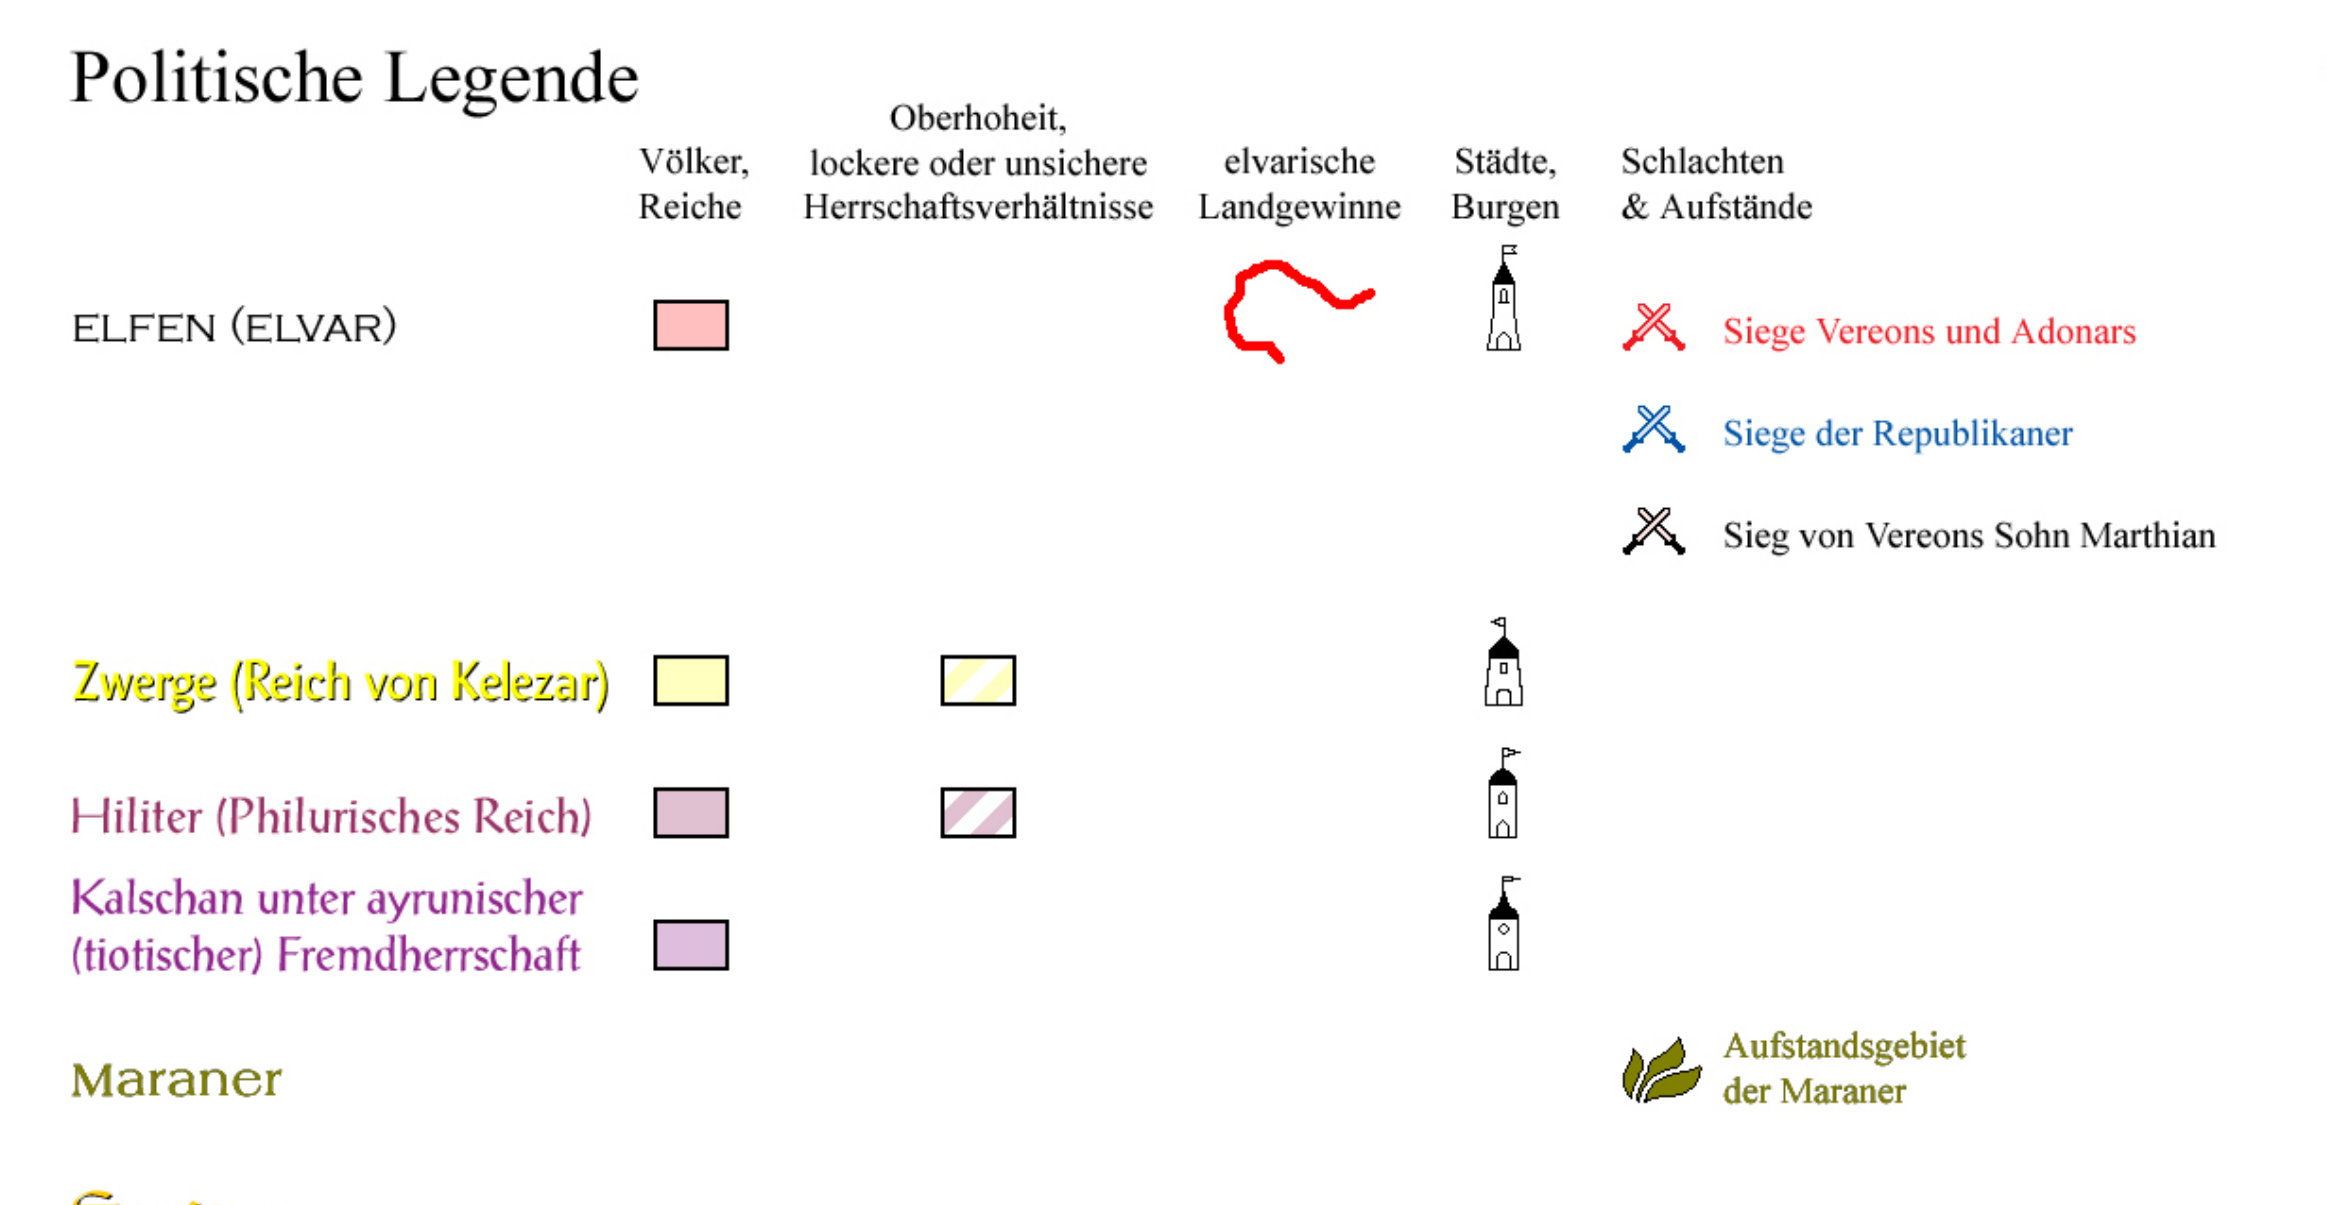 Politische Legende
Völker,
Reiche
Oberhoheit,
lockere oder unsichere
Herrschaftsverhältnisse
elvarische
Landgewinne
Städte,
Burgen
Schlachten
& Aufstände
ELFEN (ELVAR)
Siege Vereons und Adonars
Siege der Republikaner
Sieg von Vereons Sohn Marthian
Zwerge (Reich von Kelezar)
Hiliter (Philurisches Reich)
Kalschan unter ayrunischer
(tiotischer) Fremdherrschaft
Maraner
Aufstandsgebiet
der Maraner